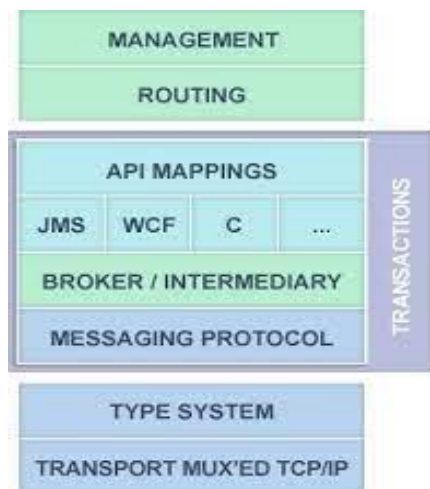 MANAGEMENT
ROUTING
API MAPPINGS
JMS WCF C ...
BROKER / INTERMEDIARY
MESSAGING PROTOCOL
TRANSACTIONS
TYPE SYSTEM
TRANSPORT MUX'ED TCP/IP